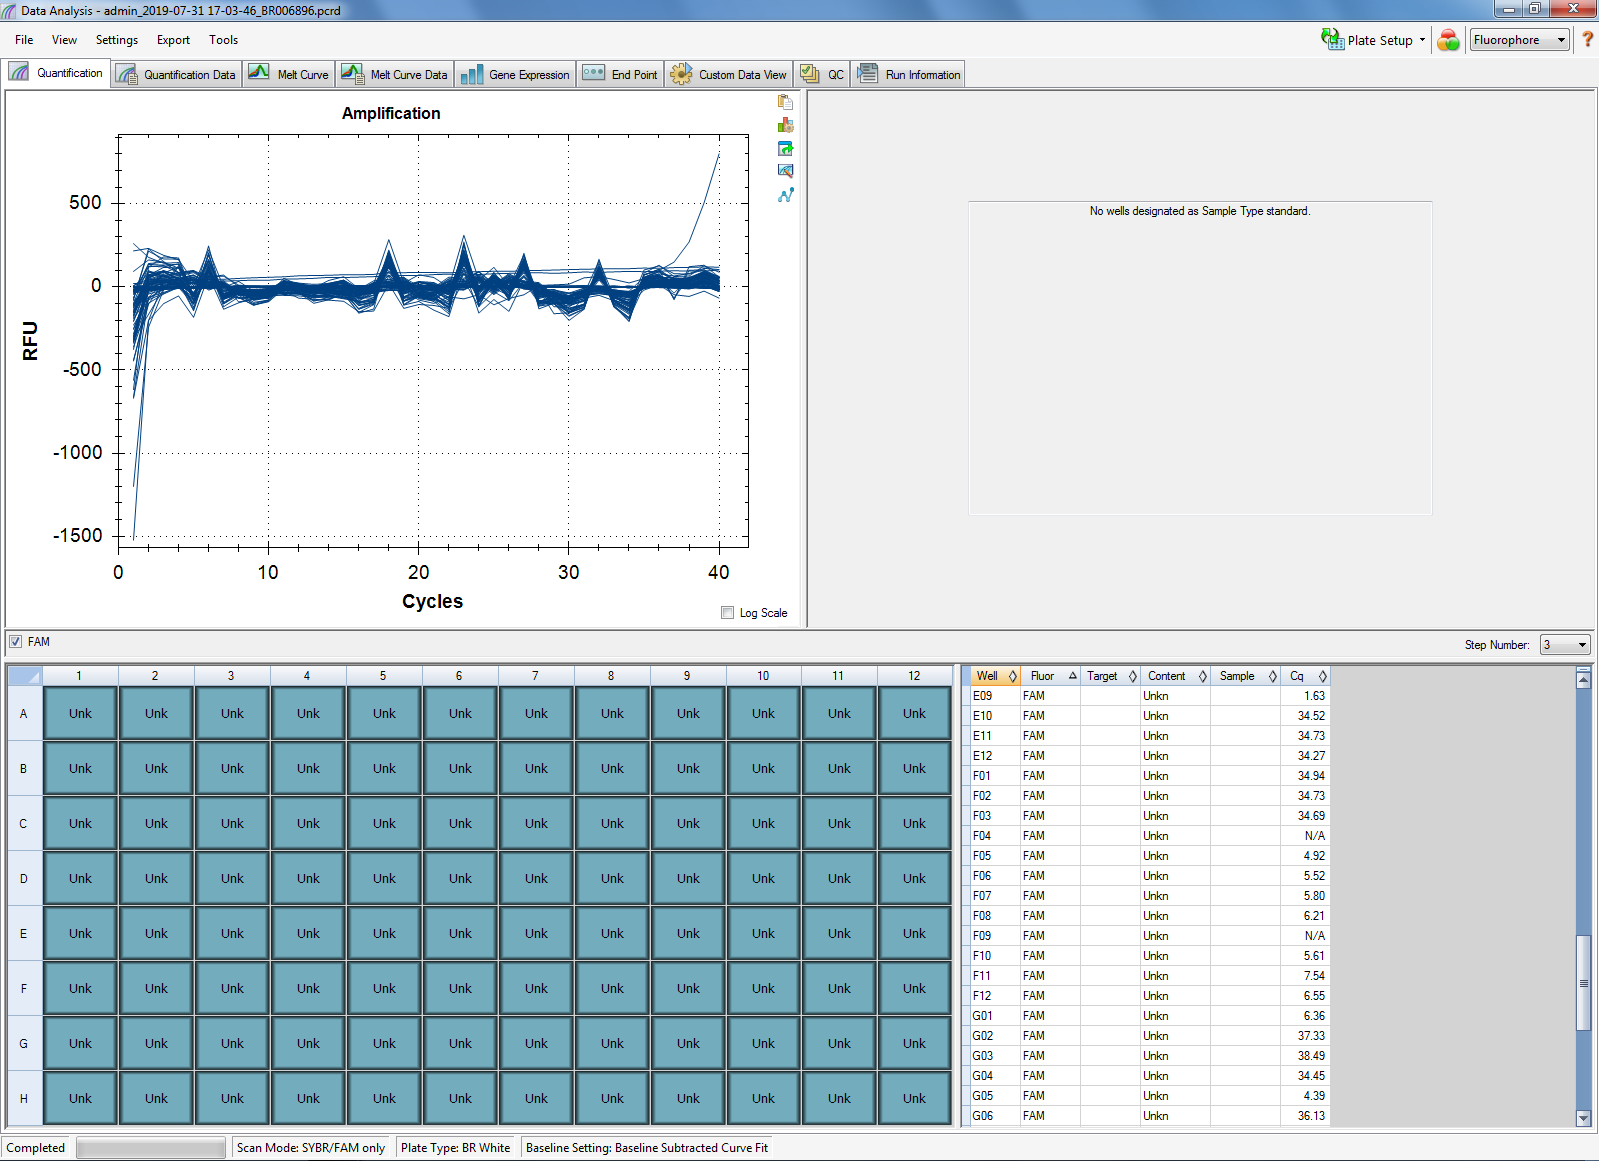 Data Analysis - admin_2019-07-31 17-03-46_BR006896.pcrd
File View Settings Export Tools
Plate Setup Fluorophore ?
Quantification Quantification Data Melt Curve Melt Curve Data Gene Expression End Point Custom Data View QC Run Information
Amplification
RFU
500
0
-500
-1000
-1500
0 10 20 30 40
Cycles
Log Scale
No wells designated as Sample Type standard.
FAM
Step Number: 3
1 2 3 4 5 6 7 8 9 10 11 12
A Unk Unk Unk Unk Unk Unk Unk Unk Unk Unk Unk Unk
B Unk Unk Unk Unk Unk Unk Unk Unk Unk Unk Unk Unk
C Unk Unk Unk Unk Unk Unk Unk Unk Unk Unk Unk Unk
D Unk Unk Unk Unk Unk Unk Unk Unk Unk Unk Unk Unk
E Unk Unk Unk Unk Unk Unk Unk Unk Unk Unk Unk Unk
F Unk Unk Unk Unk Unk Unk Unk Unk Unk Unk Unk Unk
G Unk Unk Unk Unk Unk Unk Unk Unk Unk Unk Unk Unk
H Unk Unk Unk Unk Unk Unk Unk Unk Unk Unk Unk Unk
Well Fluor Target Content Sample Cq
E09 FAM Unkn 1.63
E10 FAM Unkn 34.52
E11 FAM Unkn 34.73
E12 FAM Unkn 34.27
F01 FAM Unkn 34.94
F02 FAM Unkn 34.73
F03 FAM Unkn 34.69
F04 FAM Unkn N/A
F05 FAM Unkn 4.92
F06 FAM Unkn 5.52
F07 FAM Unkn 5.80
F08 FAM Unkn 6.21
F09 FAM Unkn N/A
F10 FAM Unkn 5.61
F11 FAM Unkn 7.54
F12 FAM Unkn 6.55
G01 FAM Unkn 6.36
G02 FAM Unkn 37.33
G03 FAM Unkn 38.49
G04 FAM Unkn 34.45
G05 FAM Unkn 4.39
G06 FAM Unkn 36.13
Completed Scan Mode: SYBR/FAM only Plate Type: BR White Baseline Setting: Baseline Subtracted Curve Fit